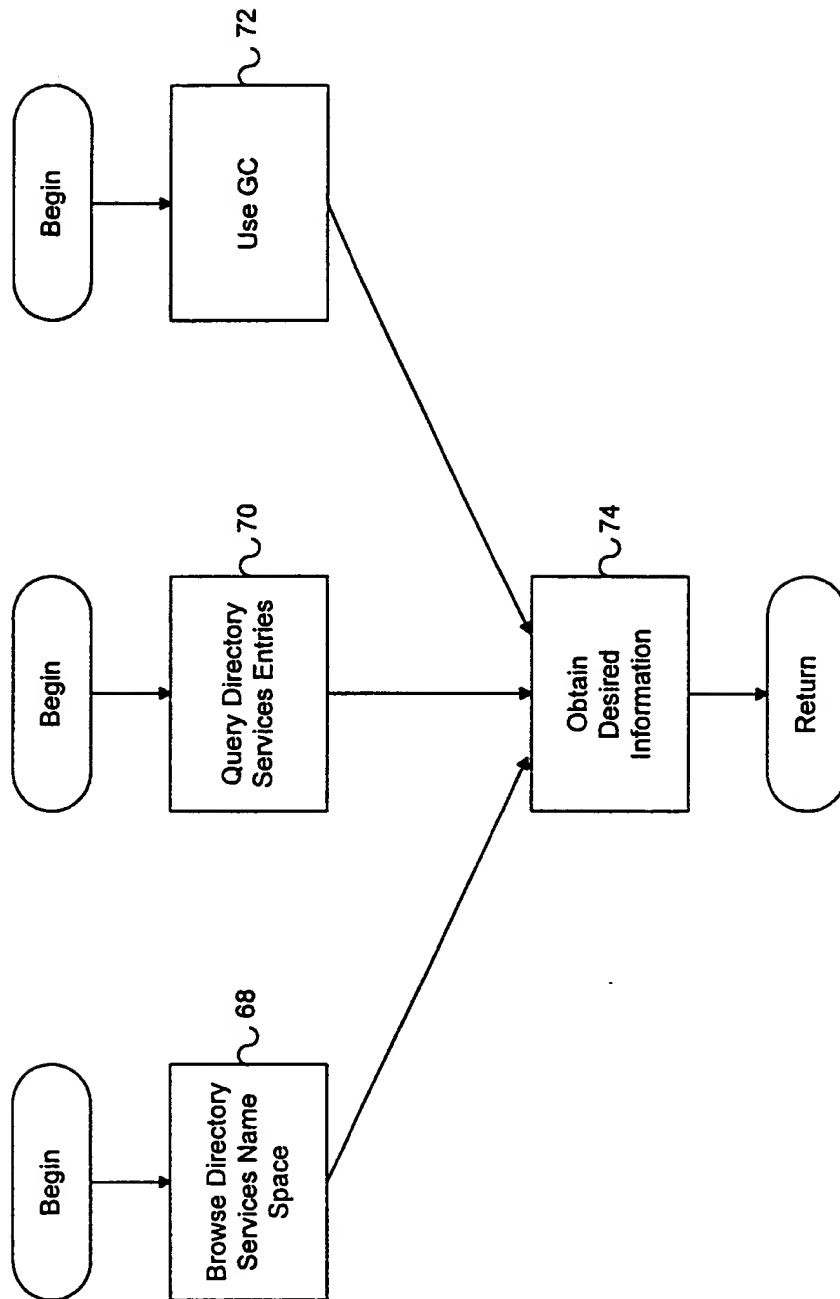 Begin
Begin
Begin
Browse Directory
Services Name
Space
68
Query Directory
Services Entries
70
Use GC
72
Obtain
Desired
Information
74
Return